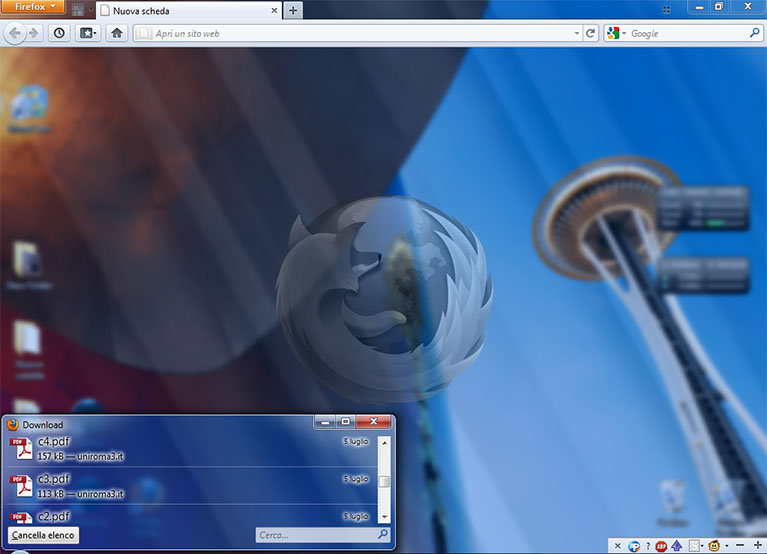 Firefox
Nuova scheda
Apri un sito web
Google
Download
c4.pdf
5 luglio
157 kB — uniroma3.it
c3.pdf
5 luglio
113 kB — uniroma3.it
c2.pdf
5 luglio
Cancella elenco
Cerca...
ABP